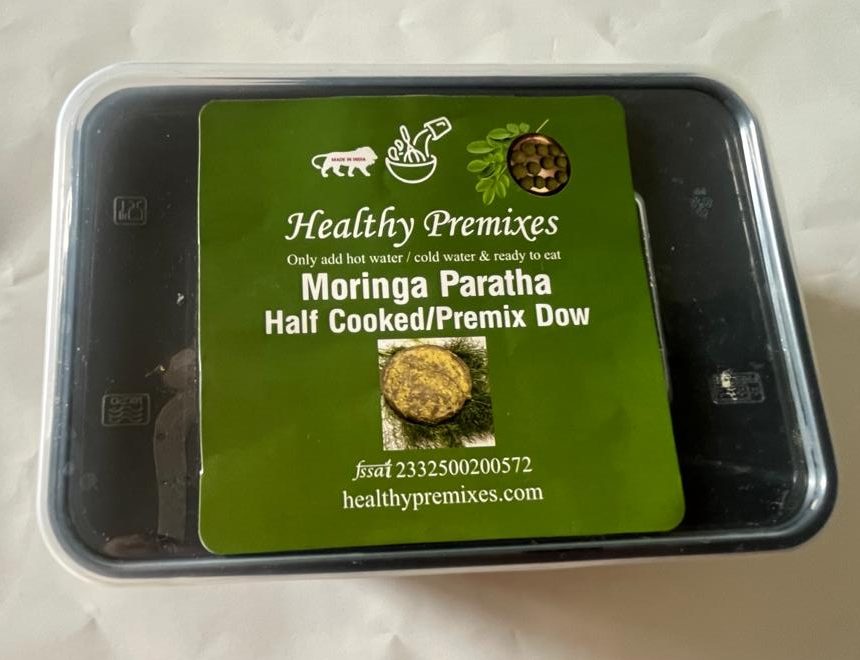 MADE IN INDIA
Healthy Premixes
Only add hot water / cold water & ready to eat
Moringa Paratha
Half Cooked/Premix Dow
fssai 2332500200572
healthypremixes.com